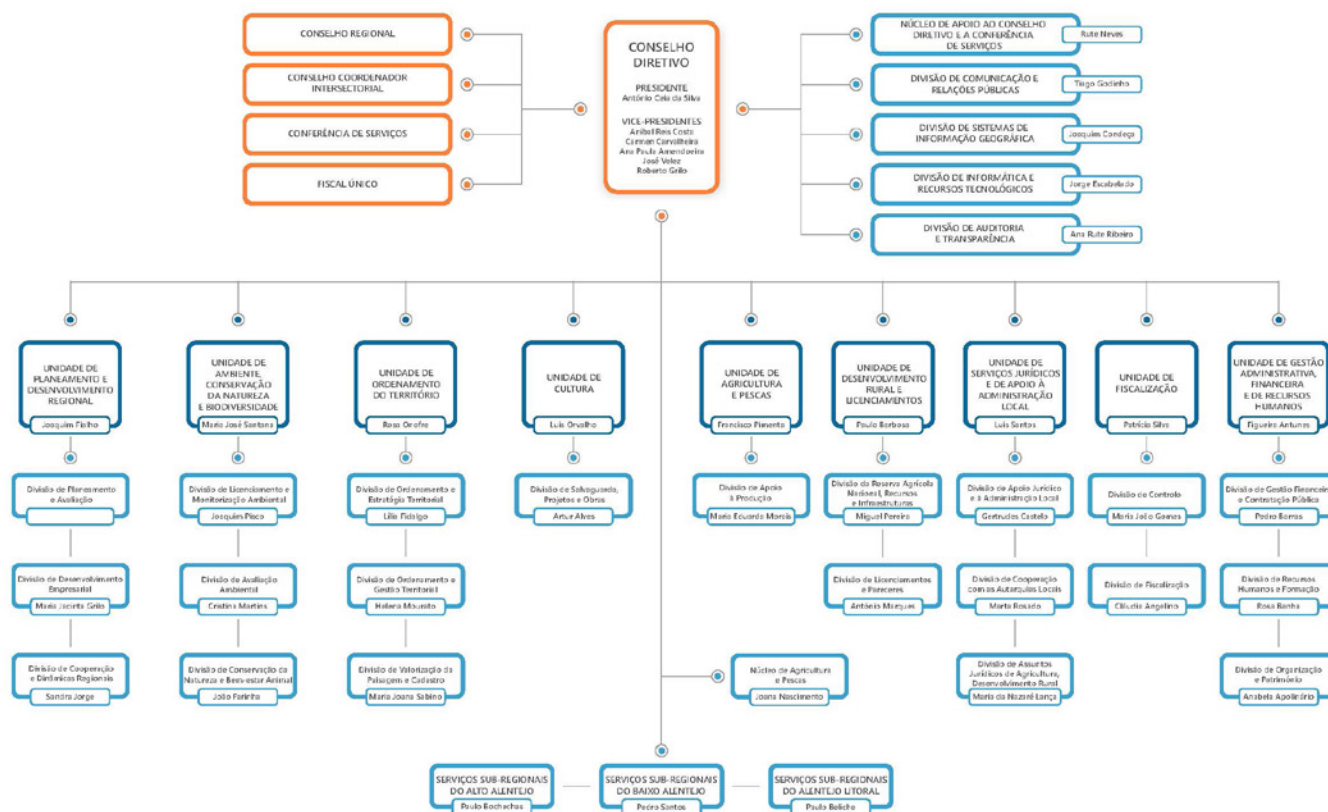 CONSELHO REGIONAL
CONSELHO COORDENADOR
INTERSECTORIAL
CONFERÊNCIA DE SERVIÇOS
FISCAL ÚNICO
CONSELHO
DIRETIVO
PRESIDENTE
António Ceia da Silva
VICE-PRESIDENTES
Aníbal Reis Costa
Carmen Carvalheira
Ana Paula Amendoeira
José Velez
Roberto Grilo
NÚCLEO DE APOIO AO CONSELHO
DIRETIVO E A CONFERÊNCIA
DE SERVIÇOS
Rute Neves
DIVISÃO DE COMUNICAÇÃO E
RELAÇÕES PÚBLICAS
Tiago Godinho
DIVISÃO DE SISTEMAS DE
INFORMAÇÃO GEOGRÁFICA
Joaquim Condeça
DIVISÃO DE INFORMÁTICA E
RECURSOS TECNOLÓGICOS
Jorge Escabelado
DIVISÃO DE AUDITORIA
E TRANSPARÊNCIA
Ana Rute Ribeiro
UNIDADE DE
PLANEAMENTO E
DESENVOLVIMENTO
REGIONAL
Joaquim Fialho
UNIDADE DE
AMBIENTE,
CONSERVAÇÃO
DA NATUREZA
E BIODIVERSIDADE
Maria José Santana
UNIDADE DE
ORDENAMENTO
DO TERRITÓRIO
Rosa Onofre
UNIDADE DE
CULTURA
Luis Orvalho
UNIDADE DE
AGRICULTURA
E PESCAS
Francisco Pimenta
UNIDADE DE
DESENVOLVIMENTO
RURAL E
LICENCIAMENTOS
Paulo Barbosa
UNIDADE DE
SERVIÇOS JURÍDICOS
E DE APOIO À
ADMINISTRAÇÃO
LOCAL
Luis Santos
UNIDADE DE
FISCALIZAÇÃO
Patrícia Silva
UNIDADE DE GESTÃO
ADMINISTRATIVA,
FINANCEIRA
E DE RECURSOS
HUMANOS
Figueira Antunes
Divisão de Planeamento
e Avaliação
Divisão de Licenciamento e
Monitorização Ambiental
Joaquim Pisco
Divisão de Ordenamento e
Estratégia Territorial
Lília Fidalgo
Divisão de Salvaguarda,
Projetos e Obras
Artur Alves
Divisão de Apoio
à Produção
Maria Eduarda Morais
Divisão da Reserva Agrícola
Nacional, Recursos
e Infraestruturas
Miguel Pereira
Divisão de Apoio Jurídico
e à Administração Local
Gertrudes Castelo
Divisão de Controlo
Maria João Gomes
Divisão de Gestão Financeira
e Contratação Pública
Pedro Barros
Divisão de Desenvolvimento
Empresarial
Maria Jacinta Grilo
Divisão de Avaliação
Ambiental
Cristina Martins
Divisão de Ordenamento e
Gestão Territorial
Helena Mourato
Divisão de Licenciamentos
e Pareceres
António Marques
Divisão de Cooperação
com as Autarquias Locais
Marta Rosado
Divisão de Fiscalização
Cláudia Angelino
Divisão de Recursos
Humanos e Formação
Rosa Banha
Divisão de Cooperação
e Dinâmicas Regionais
Sandra Jorge
Divisão de Conservação da
Natureza e Bem-estar Animal
João Farinha
Divisão de Valorização da
Paisagem e Cadastro
Maria Joana Sabino
Núcleo de Agricultura
e Pescas
Joana Nascimento
Divisão de Assuntos
Jurídicos de Agricultura,
Desenvolvimento Rural
Maria da Nazaré Lança
Divisão de Organização
e Património
Anabela Apolinário
SERVIÇOS SUB-REGIONAIS
DO ALTO ALENTEJO
Paulo
SERVIÇOS SUB-REGIONAIS
DO BAIXO ALENTEJO
Pedro Santos
SERVIÇOS SUB-REGIONAIS
DO ALENTEJO LITORAL
Paulo